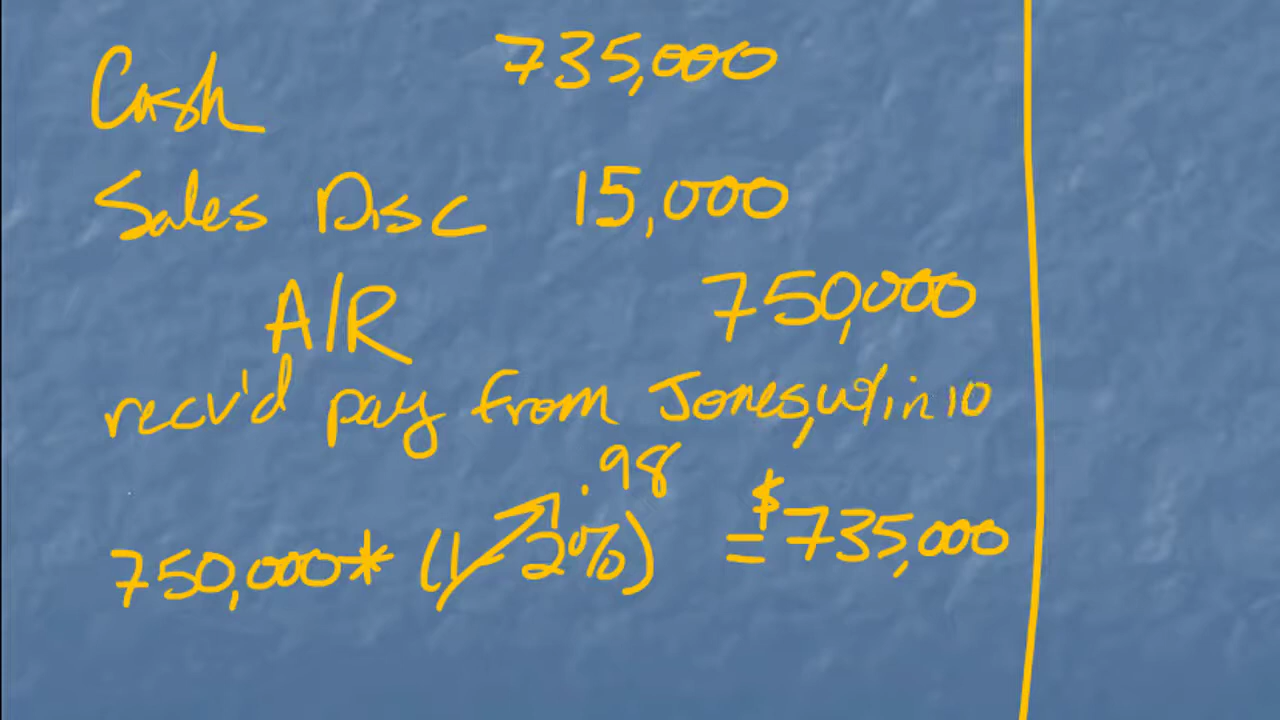 Cash 735,000
Sales Disc 15,000
A/R 750,000
recv'd pay from Jones, w/in 10
.98
750,000* (1-2%) = $735,000